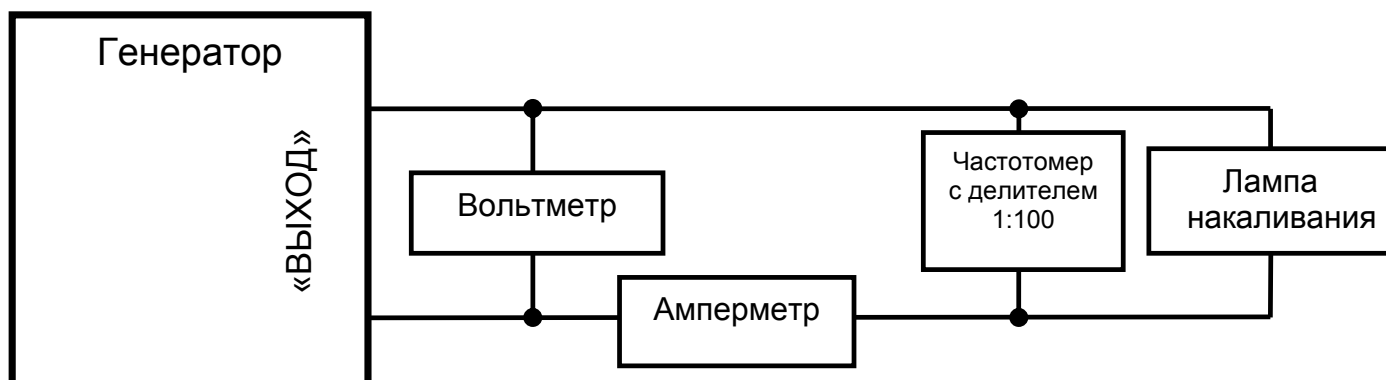 Генератор
«ВЫХОД»
Вольтметр
Амперметр
Частотомер
с делителем
1:100
Лампа
накаливания